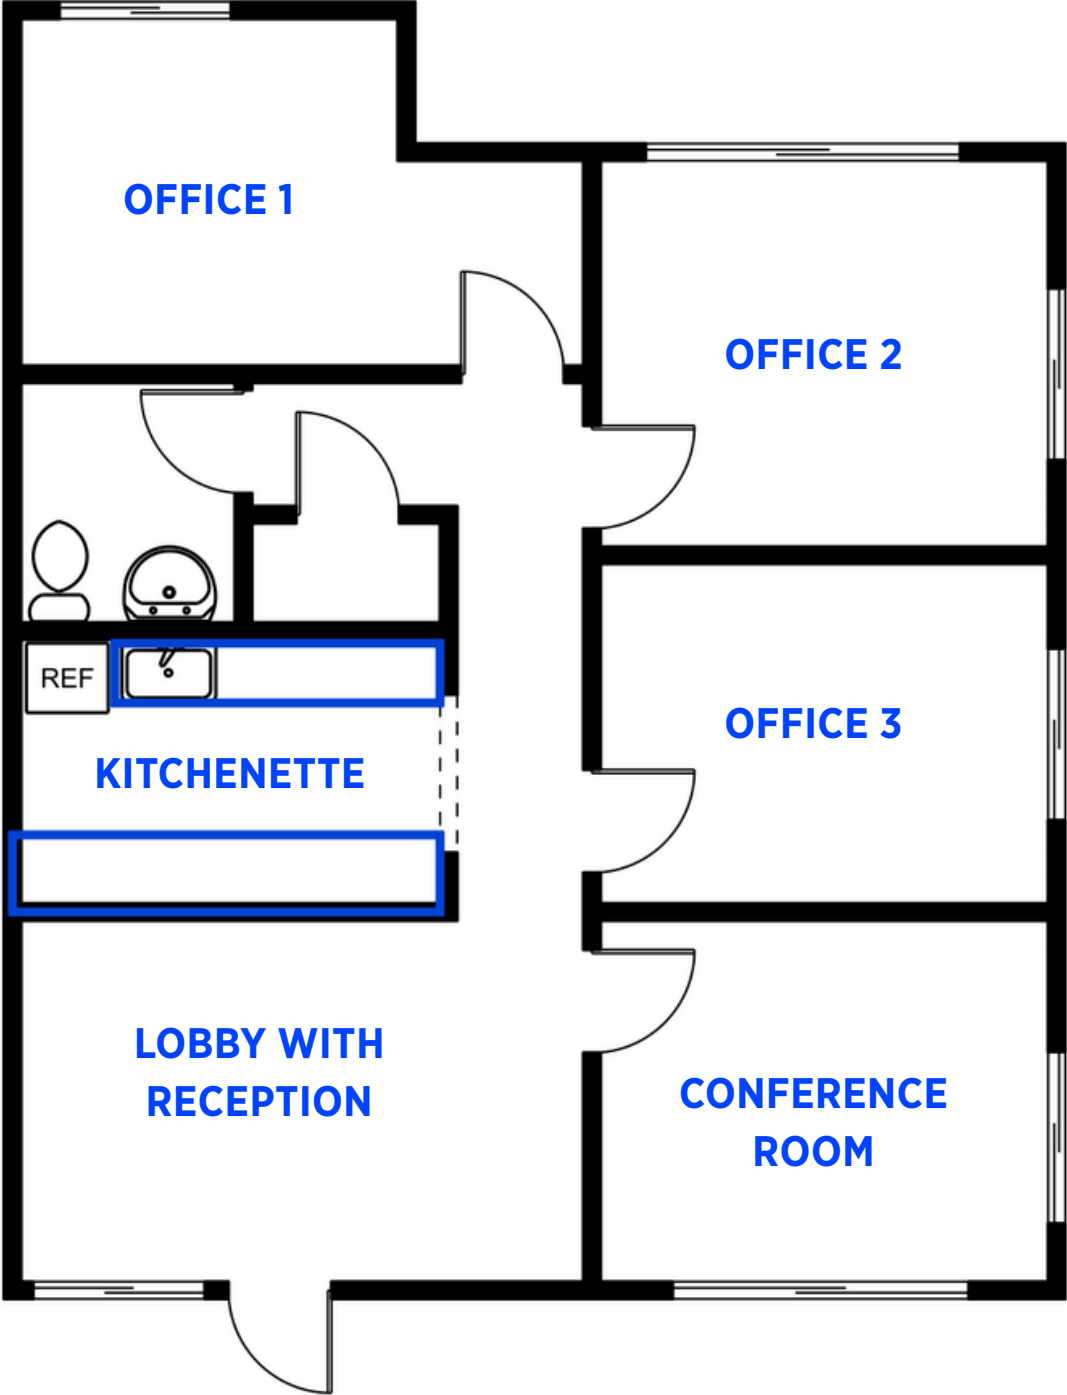 OFFICE 1
OFFICE 2
REF
OFFICE 3
KITCHENETTE
LOBBY WITH
RECEPTION
CONFERENCE
ROOM